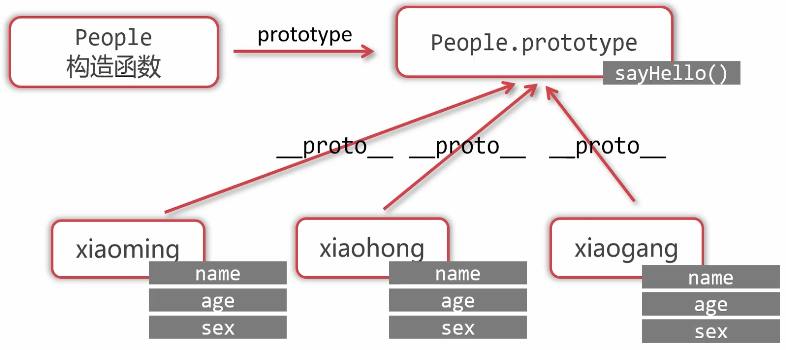 People
构造函数
prototype
People.prototype
sayHello()
__proto__
__proto__
__proto__
xiaoming
name
age
sex
xiaohong
name
age
sex
xiaogang
name
age
sex